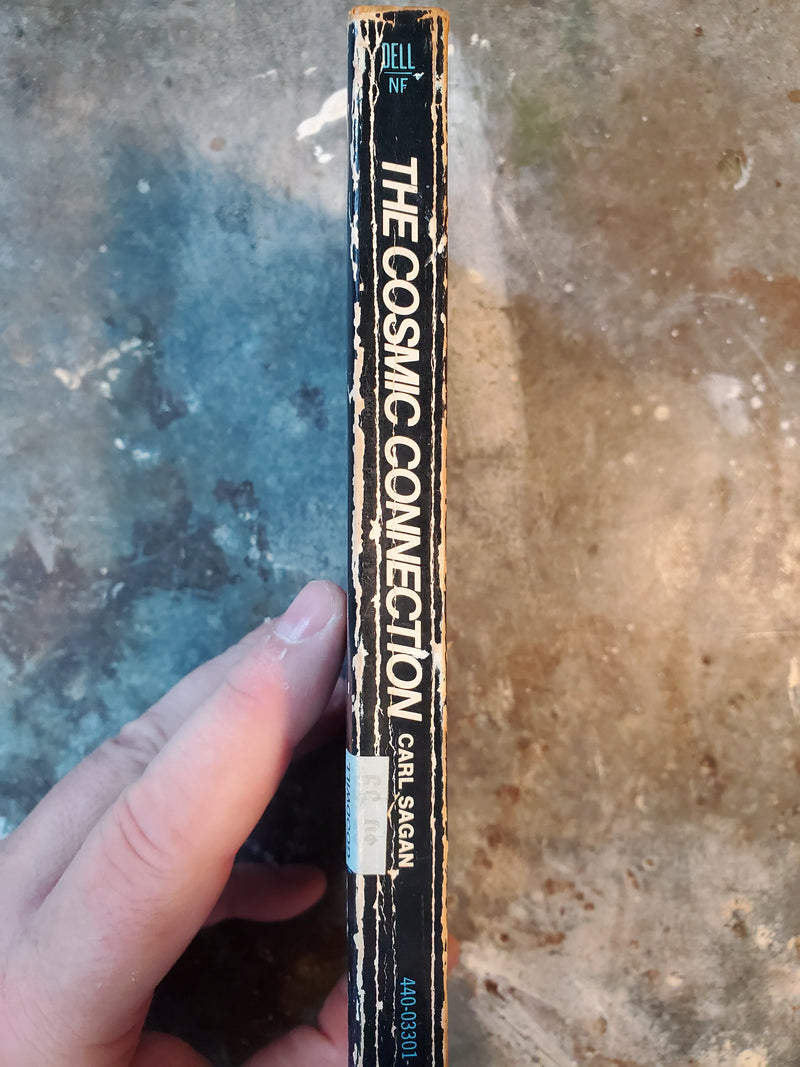 DELL
NF
THE COSMIC CONNECTION CARL SAGAN
440-03301-